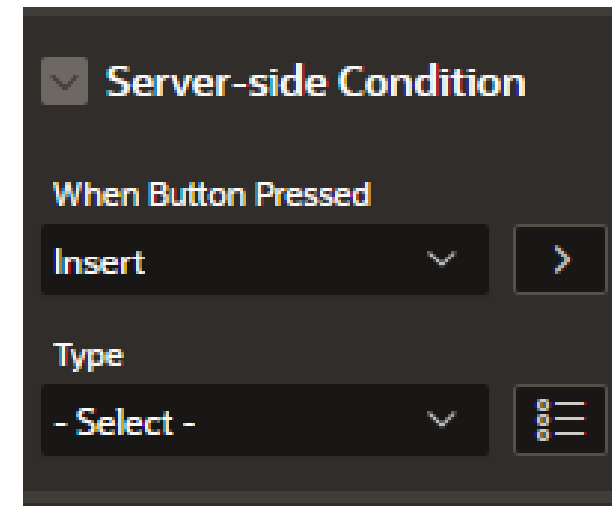 Server-side Condition
When Button Pressed
Insert
Type
- Select -